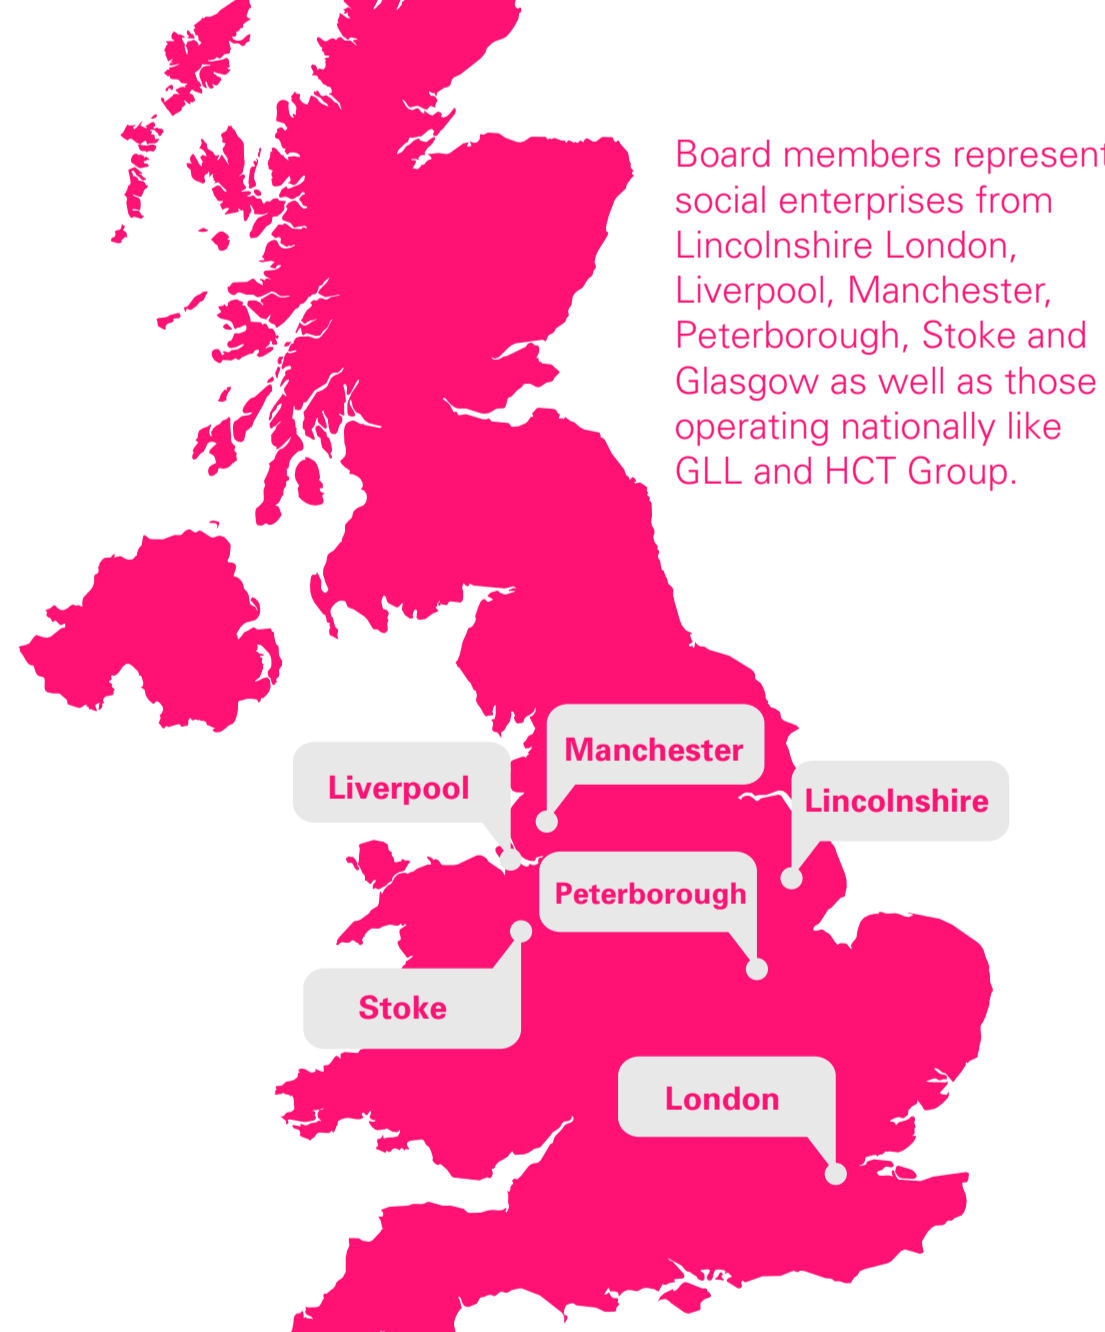 Board members represent
social enterprises from
Lincolnshire London,
Liverpool, Manchester,
Peterborough, Stoke and
Glasgow as well as those
operating nationally like
GLL and HCT Group.
Manchester
Liverpool
Lincolnshire
Peterborough
Stoke
London